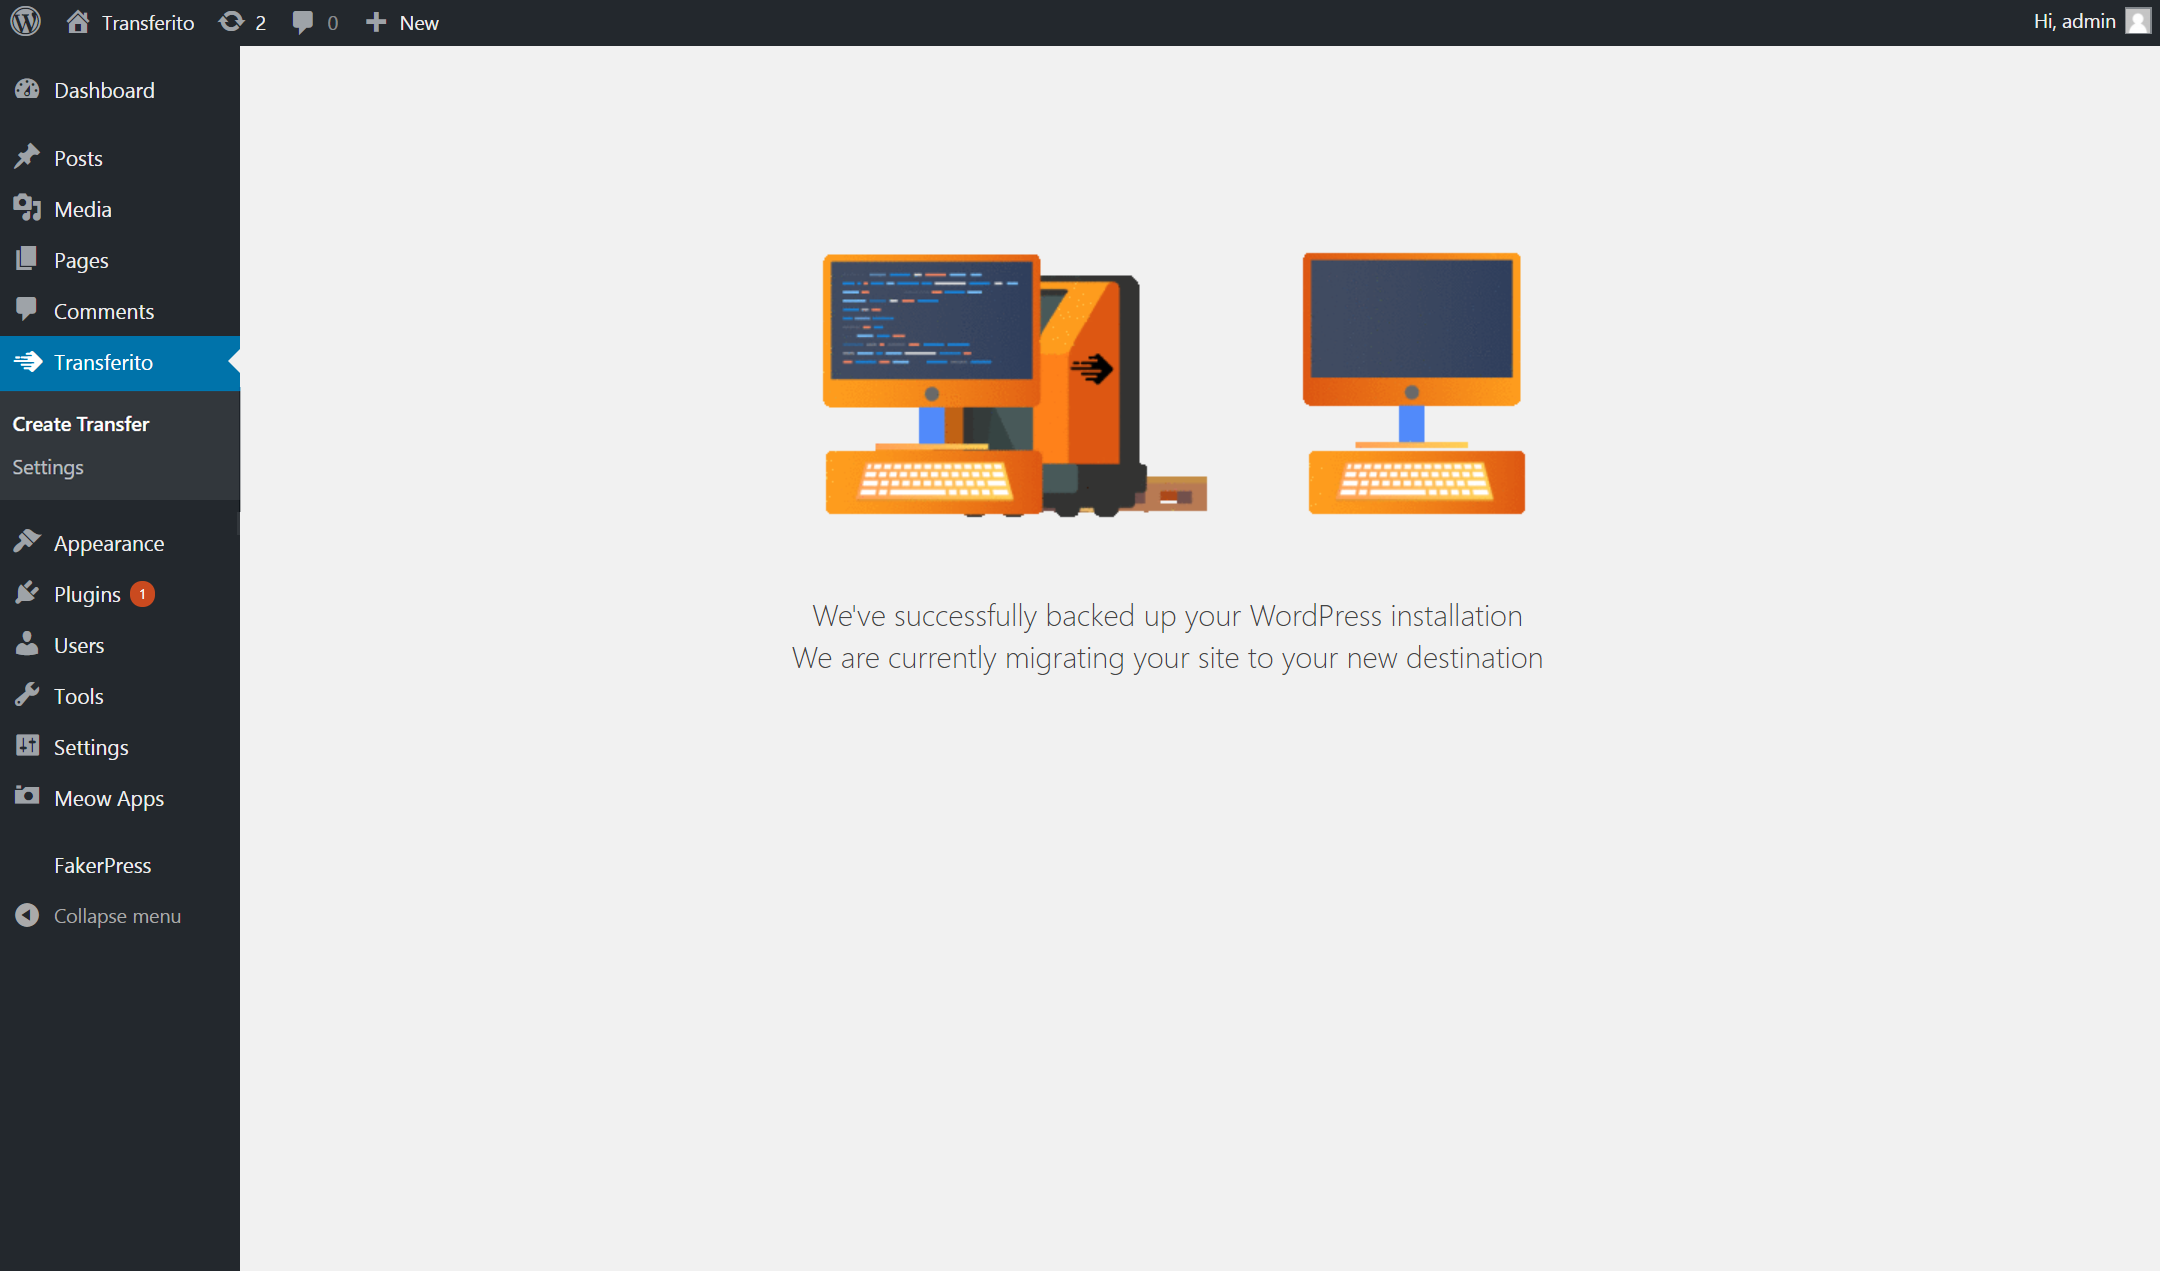 Transferito
2
0
New
Hi, admin
Dashboard
Posts
Media
Pages
Comments
Transferito
Create Transfer
Settings
Appearance
Plugins 1
Users
Tools
Settings
Meow Apps
FakerPress
Collapse menu
We've successfully backed up your WordPress installation
We are currently migrating your site to your new destination